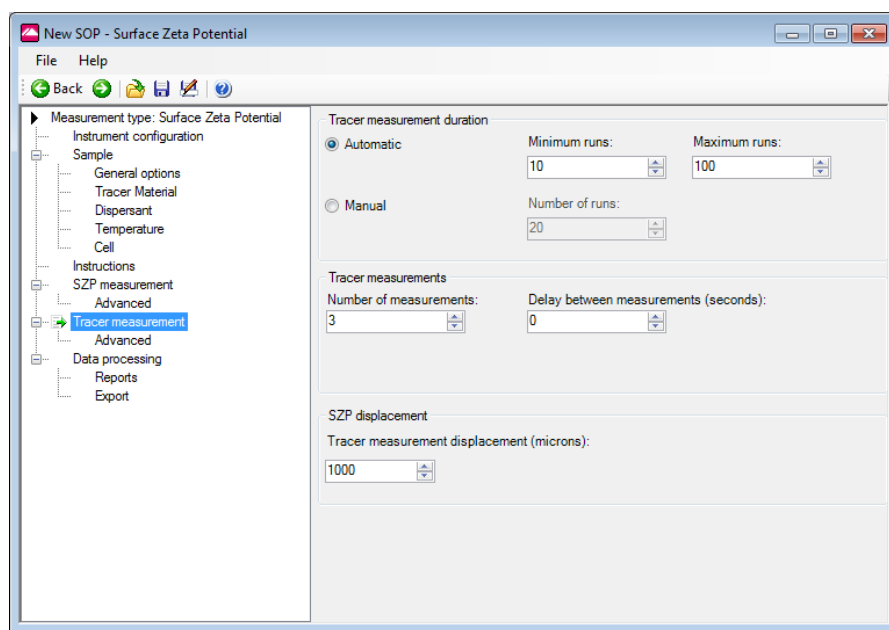 New SOP - Surface Zeta Potential
File Help
Back
Measurement type: Surface Zeta Potential
Instrument configuration
Sample
General options
Tracer Material
Dispersant
Temperature
Cell
Instructions
SZP measurement
Advanced
Tracer measurement
Advanced
Data processing
Reports
Export
Tracer measurement duration
Automatic
Minimum runs:
Maximum runs:
10
100
Manual
Number of runs:
20
Tracer measurements
Number of measurements:
Delay between measurements (seconds):
3
0
SZP displacement
Tracer measurement displacement (microns):
1000